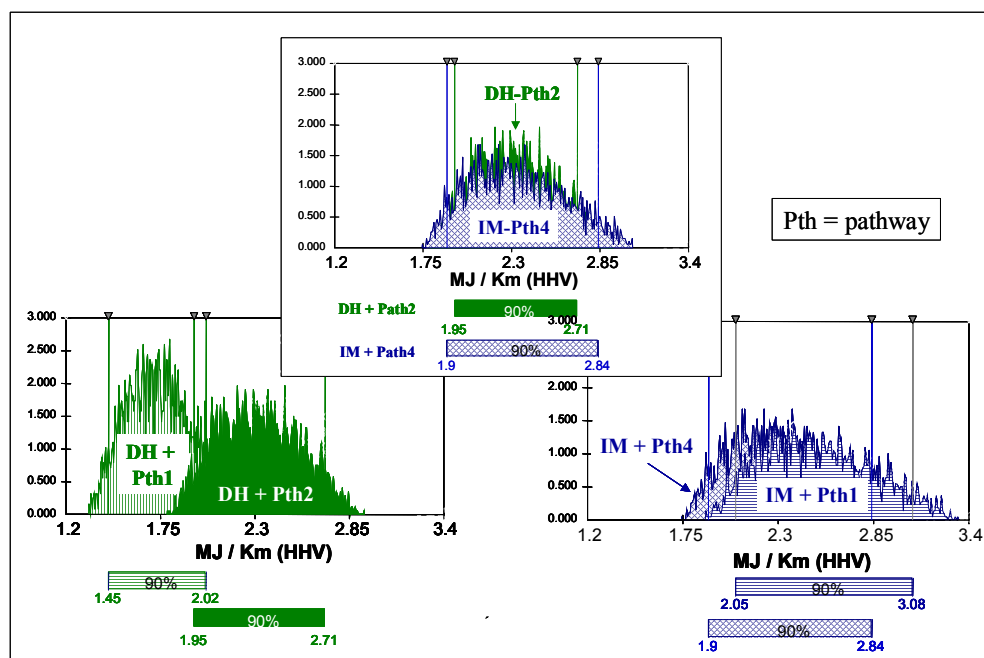 3.000
2.500
2.000
1.500
1.000
0.500
0.000
DH-Pth2
IM-Pth4
1.2 1.75 2.3 2.85 3.4
MJ / Km (HHV)
DH + Path2 90%
1.95 2.71
3.000
IM + Path4 90%
1.9 2.84
Pth = pathway
3.000
2.500
2.000
1.500
1.000
0.500
0.000
DH +
Pth1
DH + Pth2
1.2 1.75 2.3 2.85 3.4
MJ / Km (HHV)
90%
1.45 2.02
90%
1.95 2.71
2.500
2.000
1.500
1.000
0.500
0.000
IM + Pth4
IM + Pth1
1.2 1.75 2.3 2.85 3.4
MJ / Km (HHV)
90%
2.05 3.08
90%
1.9 2.84